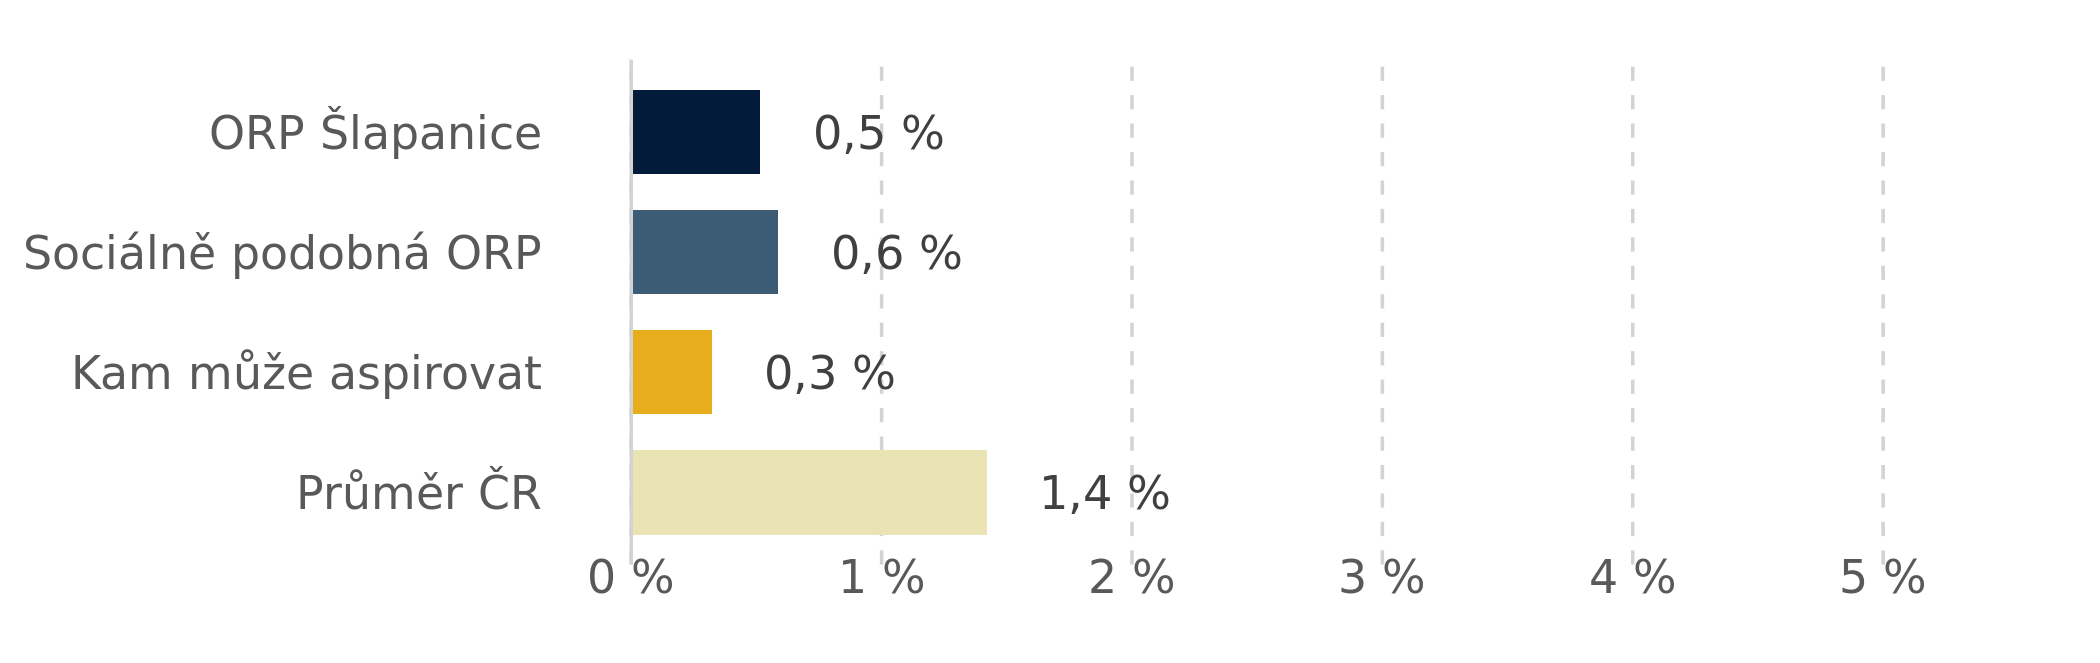 ORP Šlapanice 0,5 %
Sociálně podobná ORP 0,6 %
Kam může aspirovat 0,3 %
Průměr ČR 1,4 %
0 % 1 % 2 % 3 % 4 % 5 %